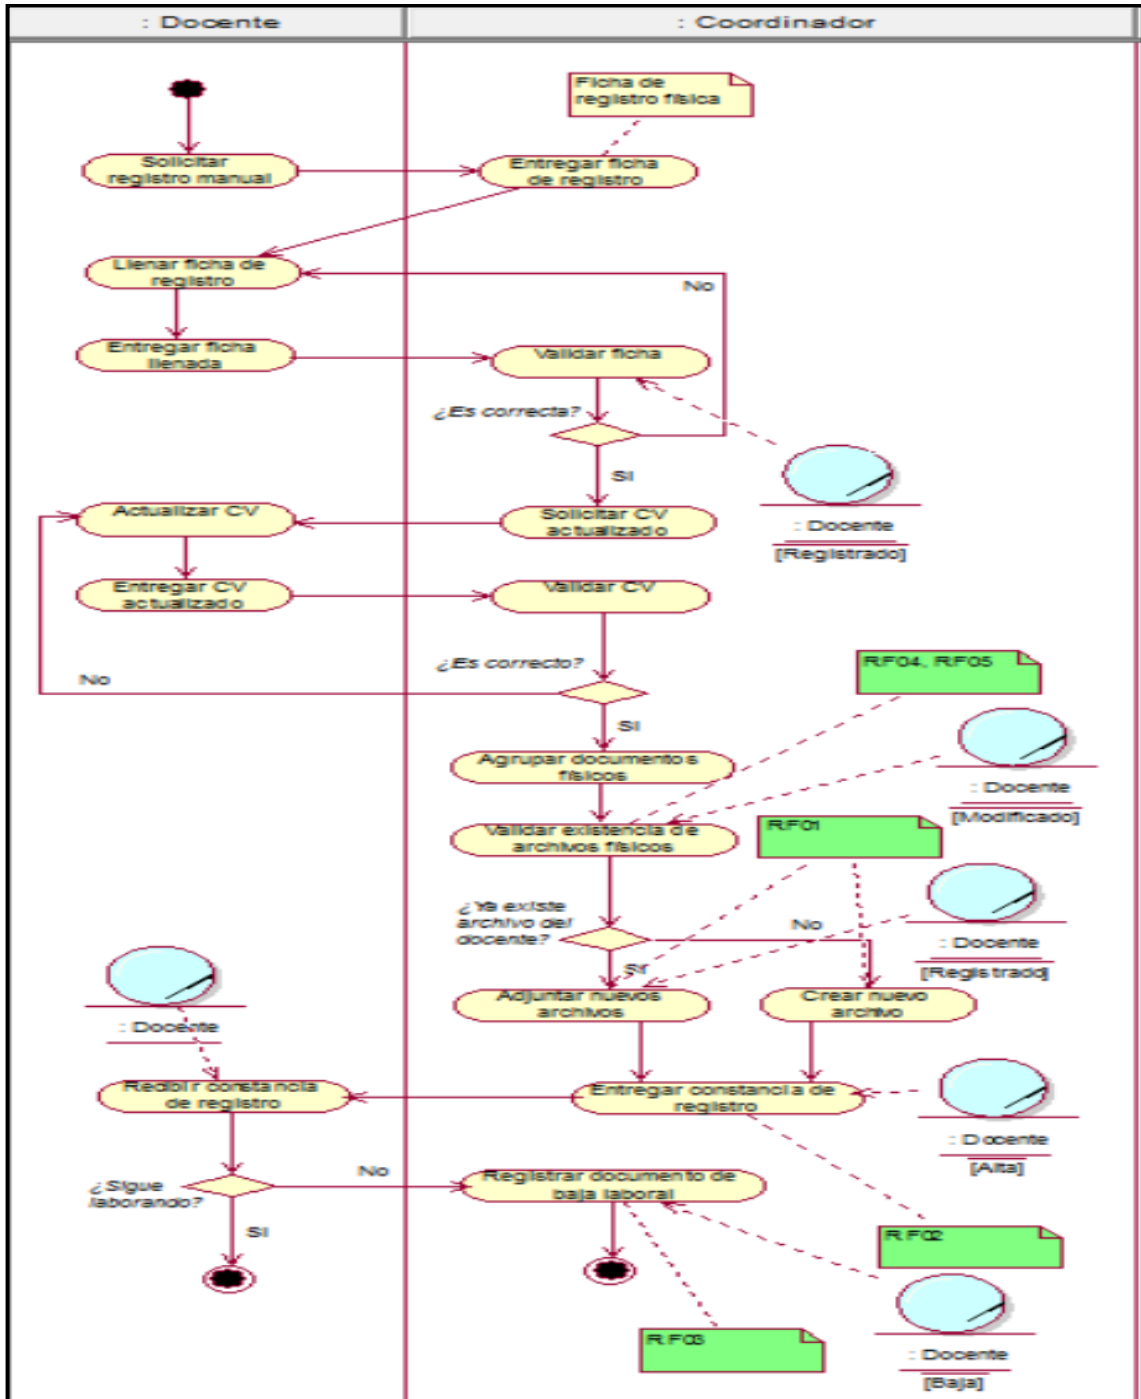 : Docente
: Coordinador
Ficha de
registro física
Solicitar
registro manual
Entregar ficha
de registro
Llenar ficha de
registro
No
Entregar ficha
llenada
Validar ficha
¿Es correcta?
Si
: Docente
[Registrado]
Actualizar CV
Solicitar CV
actualizado
Entregar CV
actualizado
Validar CV
¿Es correcto?
No
Si
RF04, RF05
Agrupar documentos
físicos
: Docente
[Modificado]
Validar existencia de
archivos físicos
RF01
¿Ya existe
archivo del
docente?
No
Si
: Docente
[Registrado]
Adjuntar nuevos
archivos
Crear nuevo
archivo
: Docente
Recibir constancia
de registro
Entregar constancia de
registro
: Docente
[Alta]
¿Sigue
laborando?
No
Si
Registrar documento de
baja laboral
RF02
RF03
: Docente
[Baja]